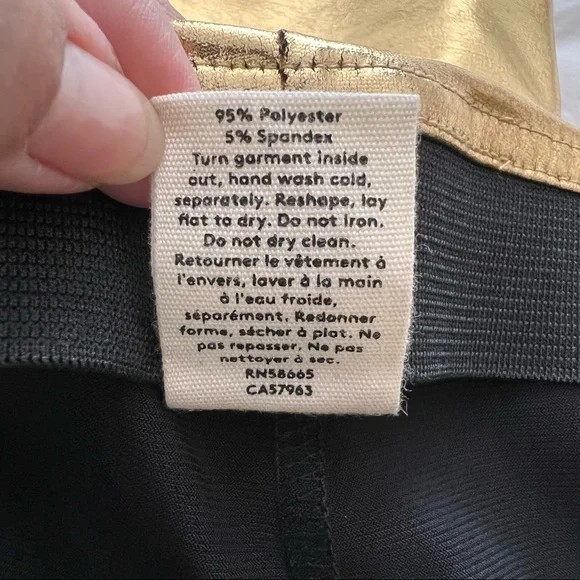 95% Polyester
5% Spandex
Turn garment inside
out, hand wash cold,
separately. Reshape, lay
flat to dry. Do not iron.
Do not dry clean.
Retourner le vêtement à
l'envers, laver à la main
à l'eau froide,
séparément. Redonner
forme, sécher à plat. Ne
pas repasser. Ne pas
nettoyer à sec.
RN58665
CA57963